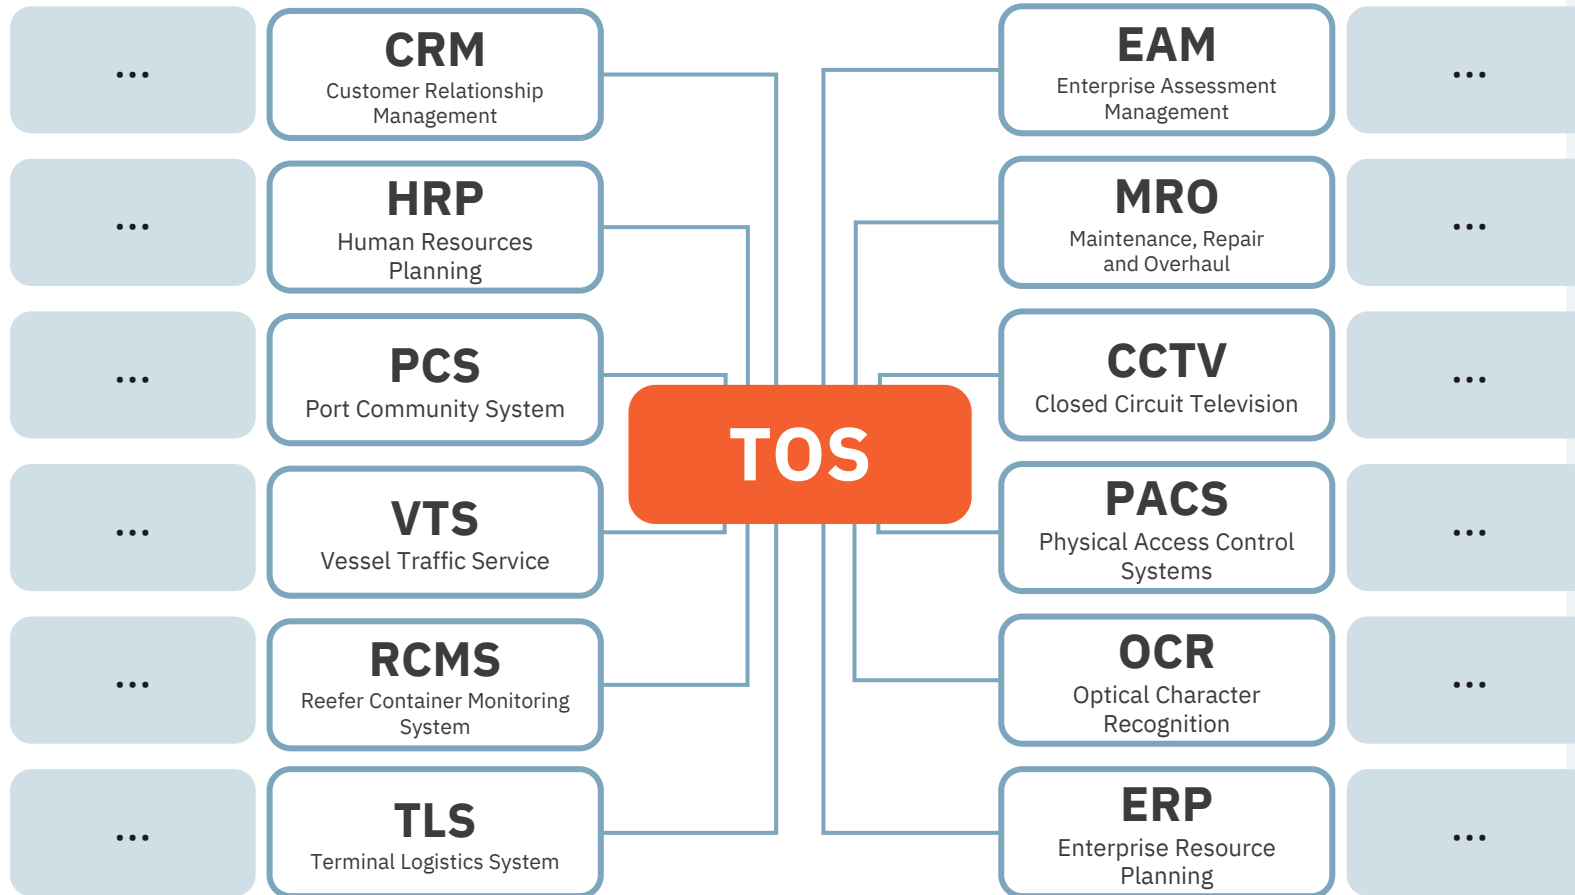 ...
CRM
Customer Relationship
Management
...
HRP
Human Resources
Planning
...
PCS
Port Community System
...
VTS
Vessel Traffic Service
...
RCMS
Reefer Container Monitoring
System
...
TLS
Terminal Logistics System
TOS
EAM
Enterprise Assessment
Management
...
MRO
Maintenance, Repair
and Overhaul
...
CCTV
Closed Circuit Television
...
PACS
Physical Access Control
Systems
...
OCR
Optical Character
Recognition
...
ERP
Enterprise Resource
Planning
...